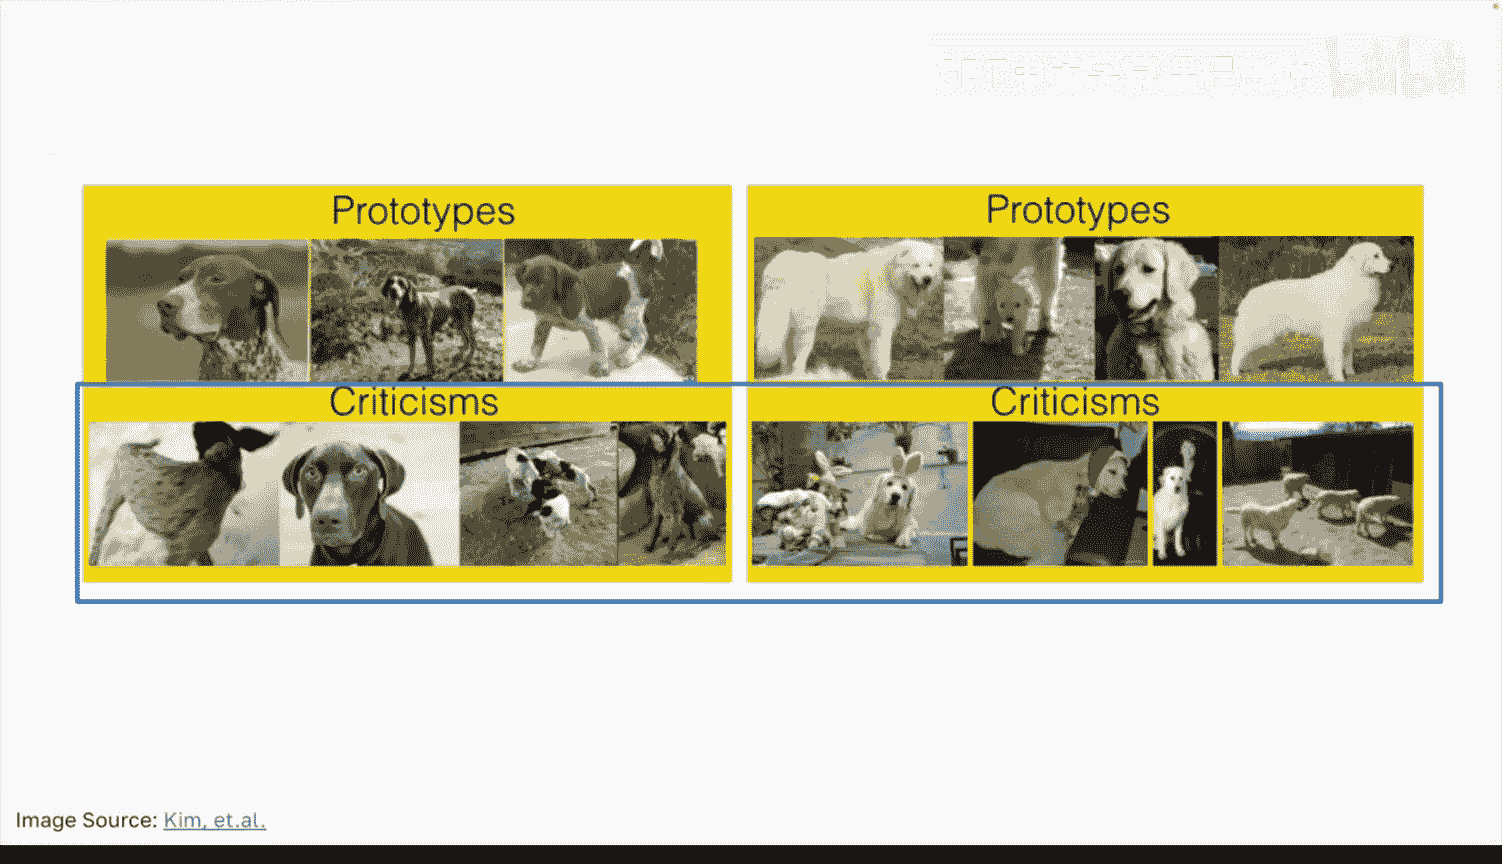 Prototypes
Prototypes
Criticisms
Criticisms
Image Source: Kim, et.al.